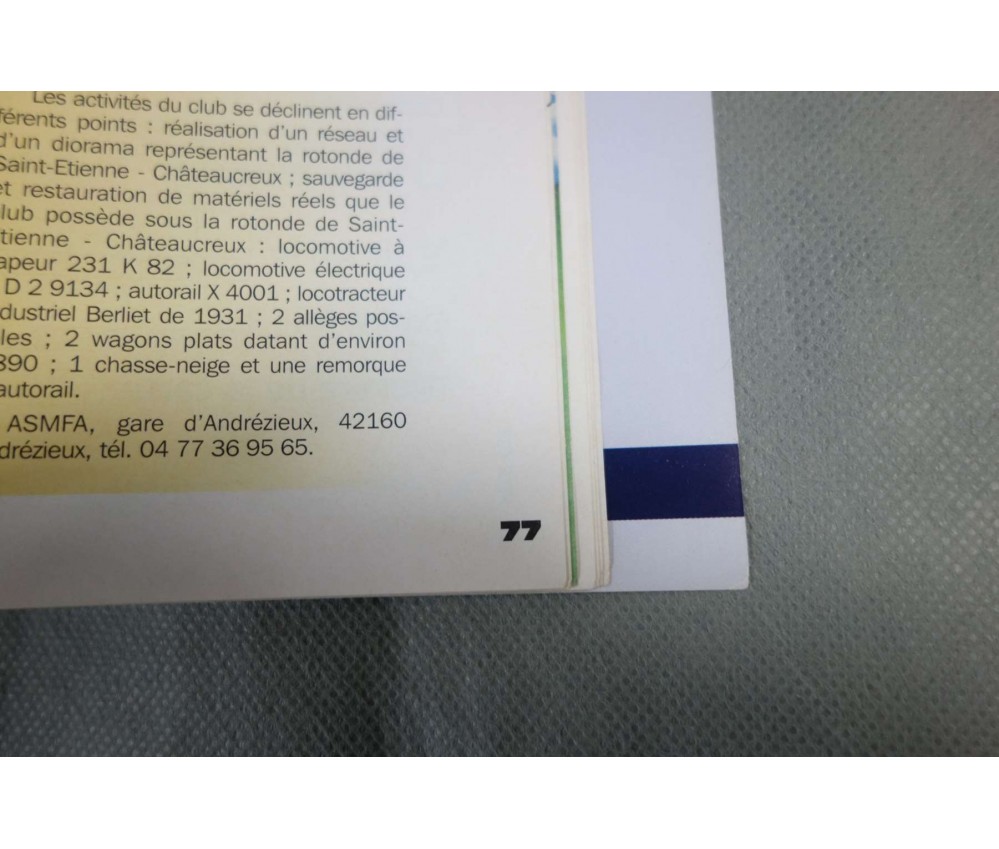 Les activités du club se déclinent en dif-
férents points : réalisation d'un réseau et
d'un diorama représentant la rotonde de
Saint-Etienne - Châteaucreux ; sauvegarde
et restauration de matériels réels que le
lub possède sous la rotonde de Saint-
tienne - Châteaucreux : locomotive à
apeur 231 K 82 ; locomotive électrique
D 2 9134 ; autorail X 4001 ; locotracteur
dustriel Berliet de 1931 ; 2 allèges pos-
les ; 2 wagons plats datant d'environ
890 ; 1 chasse-neige et une remorque
autorail.
ASMFA, gare d'Andrézieux, 42160
drézieux, tél. 04 77 36 95 65.
77